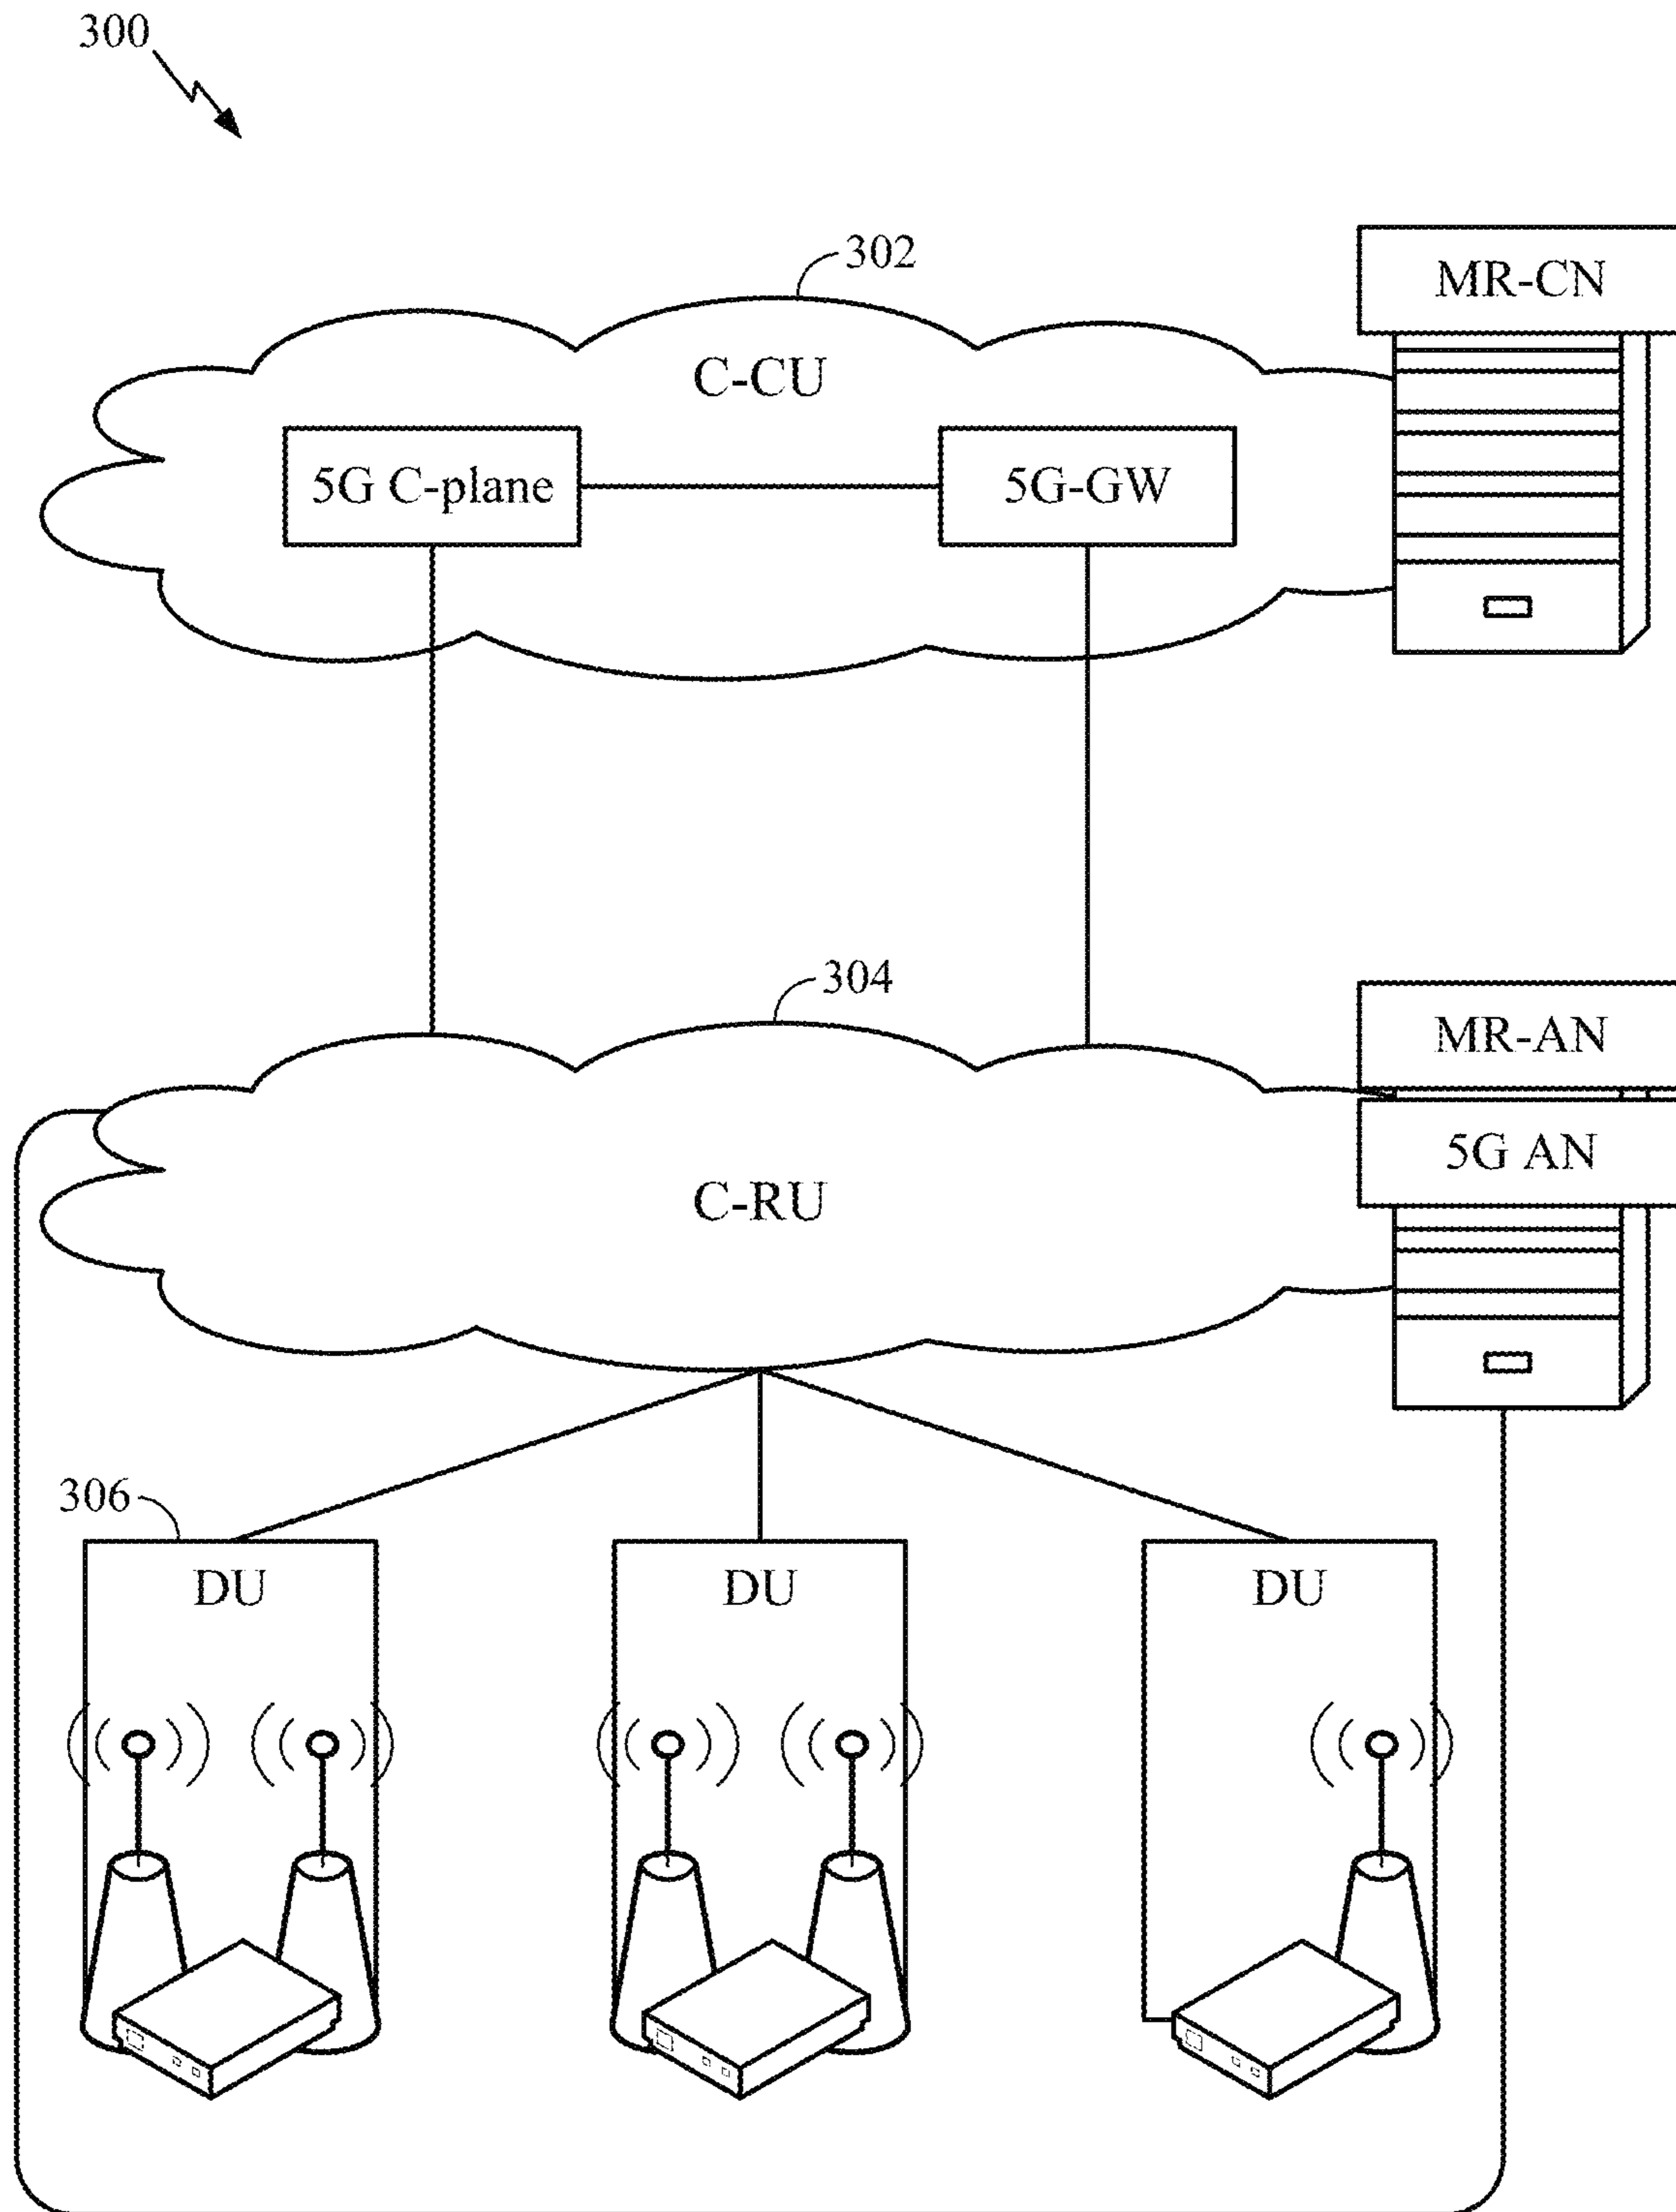 300
302
MR-CN
C-CU
5G C-plane
5G-GW
304
MR-AN
5G AN
C-RU
306
DU
DU
DU